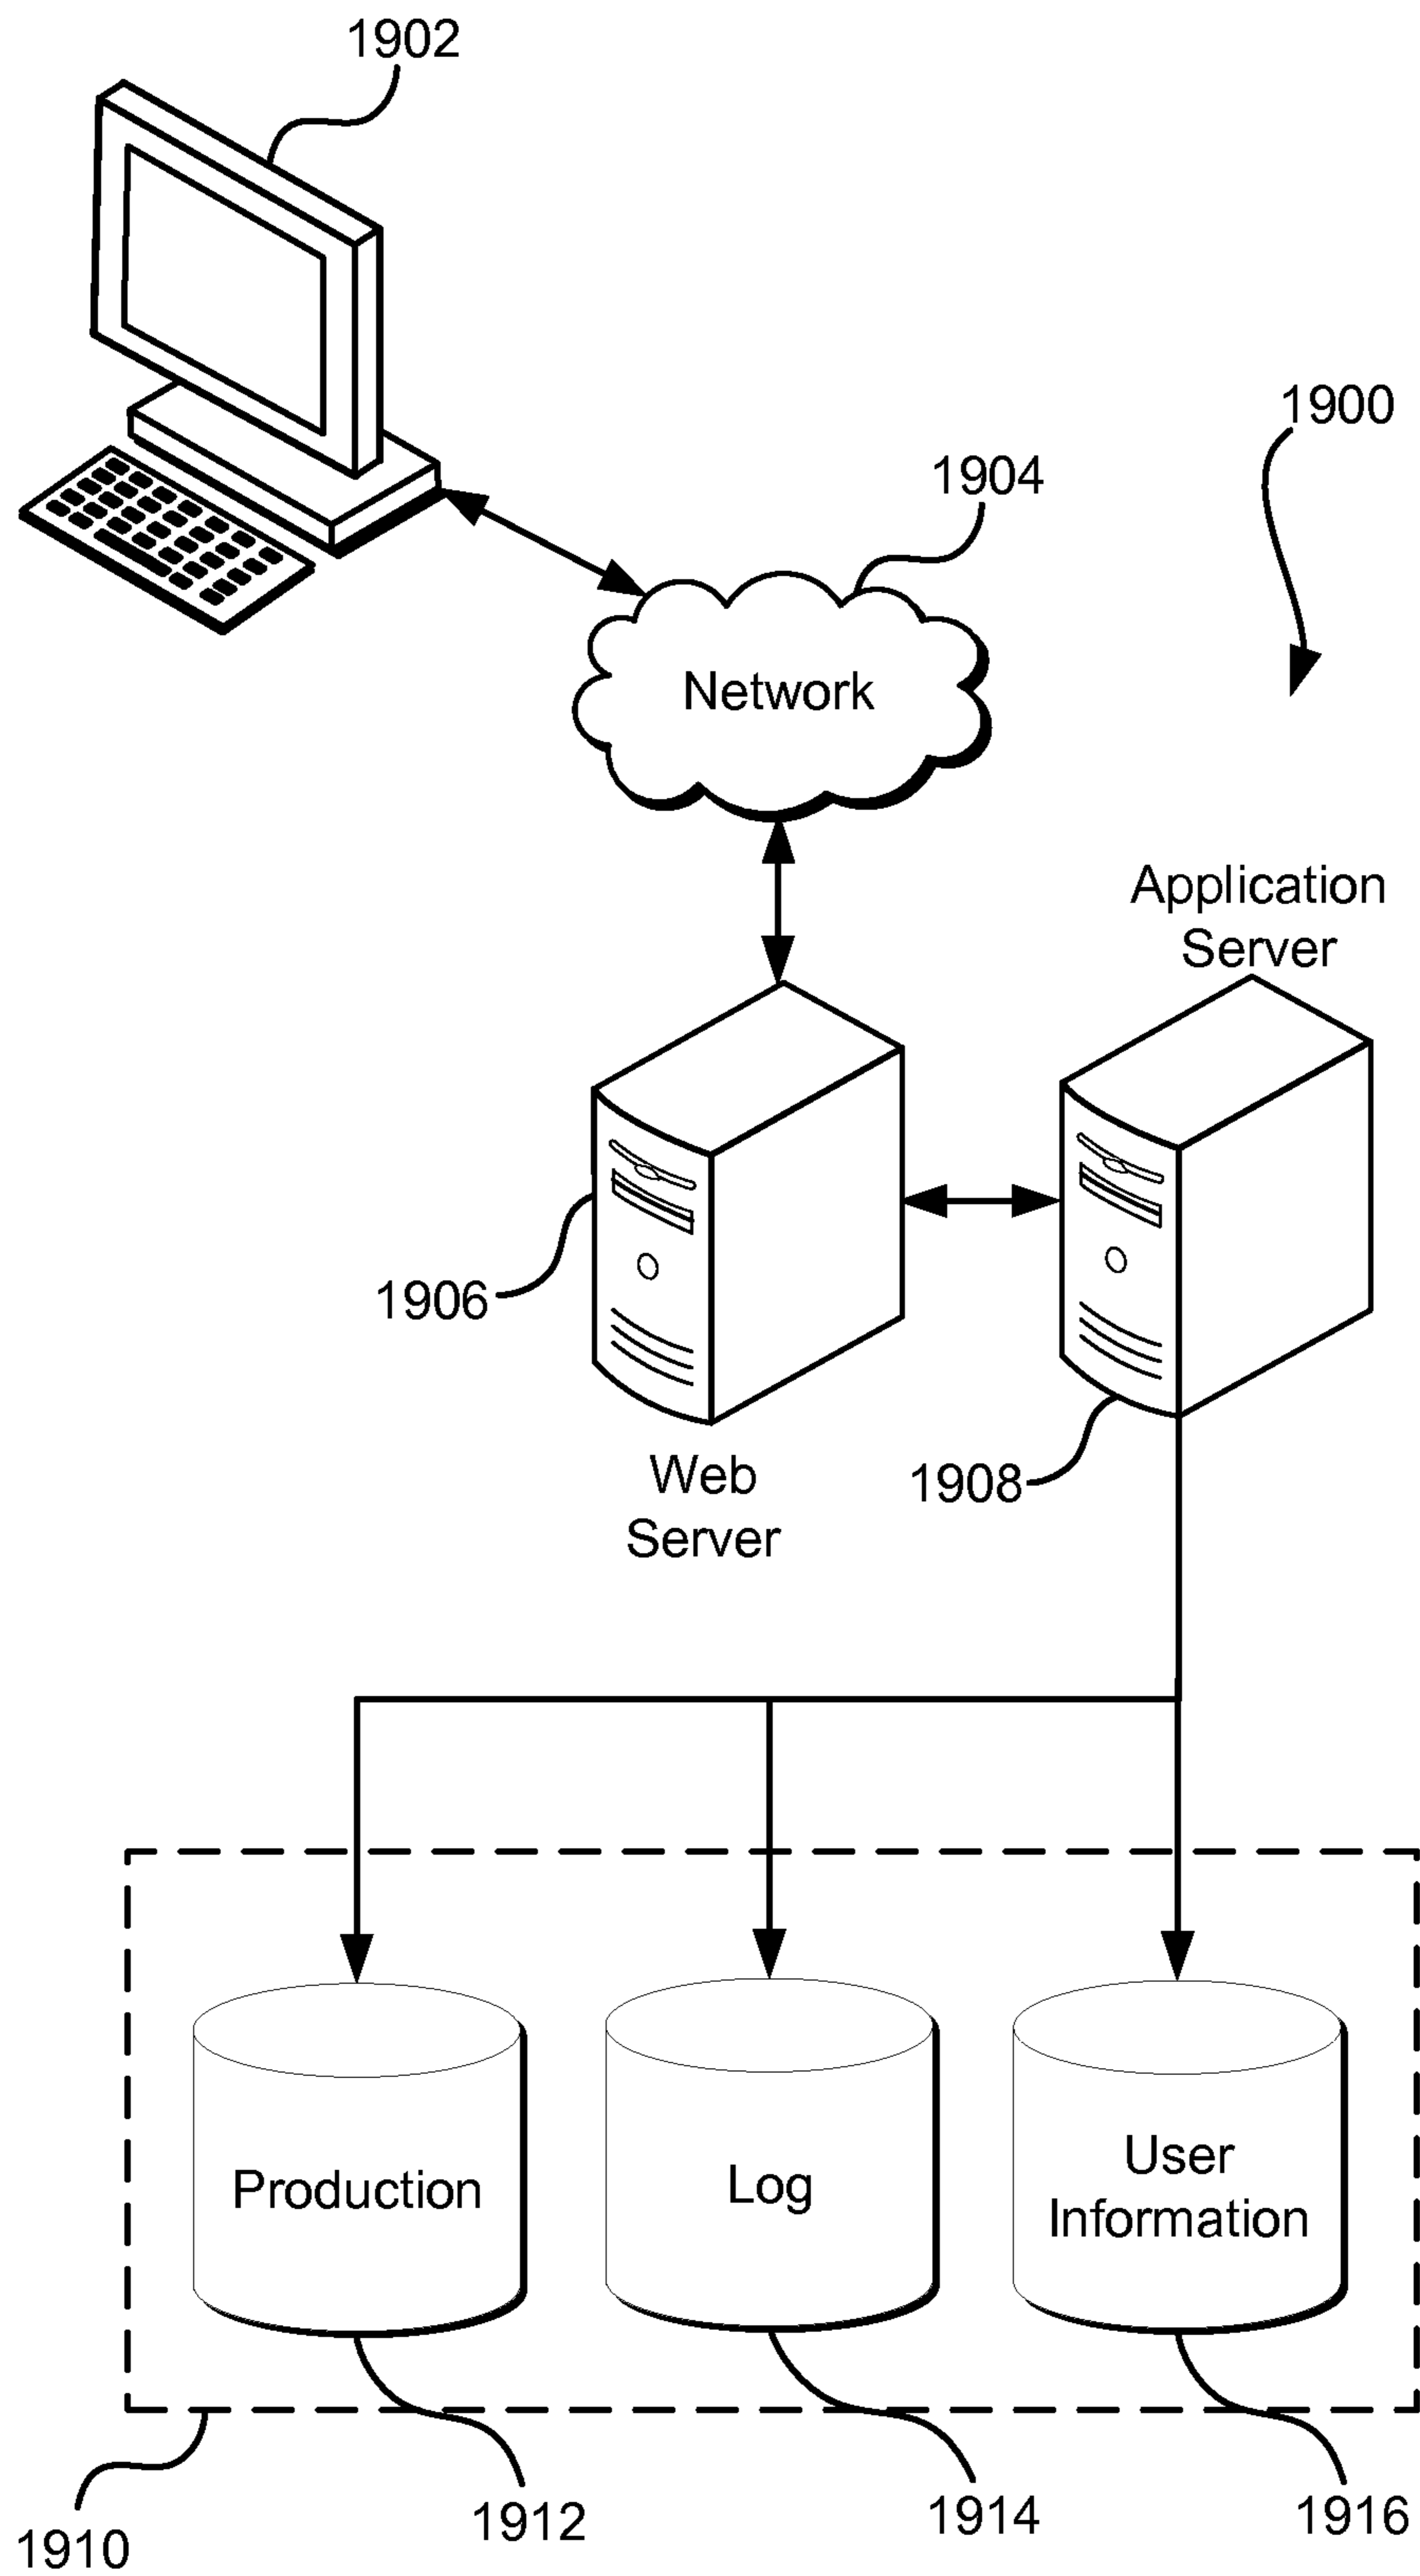 1902
1900
1904
Network
Application
Server
1906
Web
Server
1908
Production
Log
User
Information
1910
1912
1914
1916